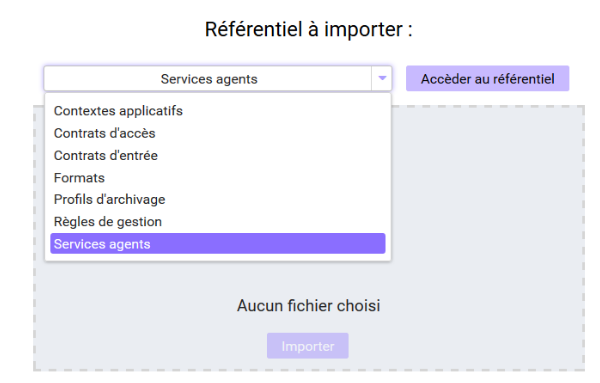 Référentiel à importer :
Services agents
Accèder au référentiel
Contextes applicatifs
Contrats d'accès
Contrats d'entrée
Formats
Profils d'archivage
Règles de gestion
Services agents
Aucun fichier choisi
Importer